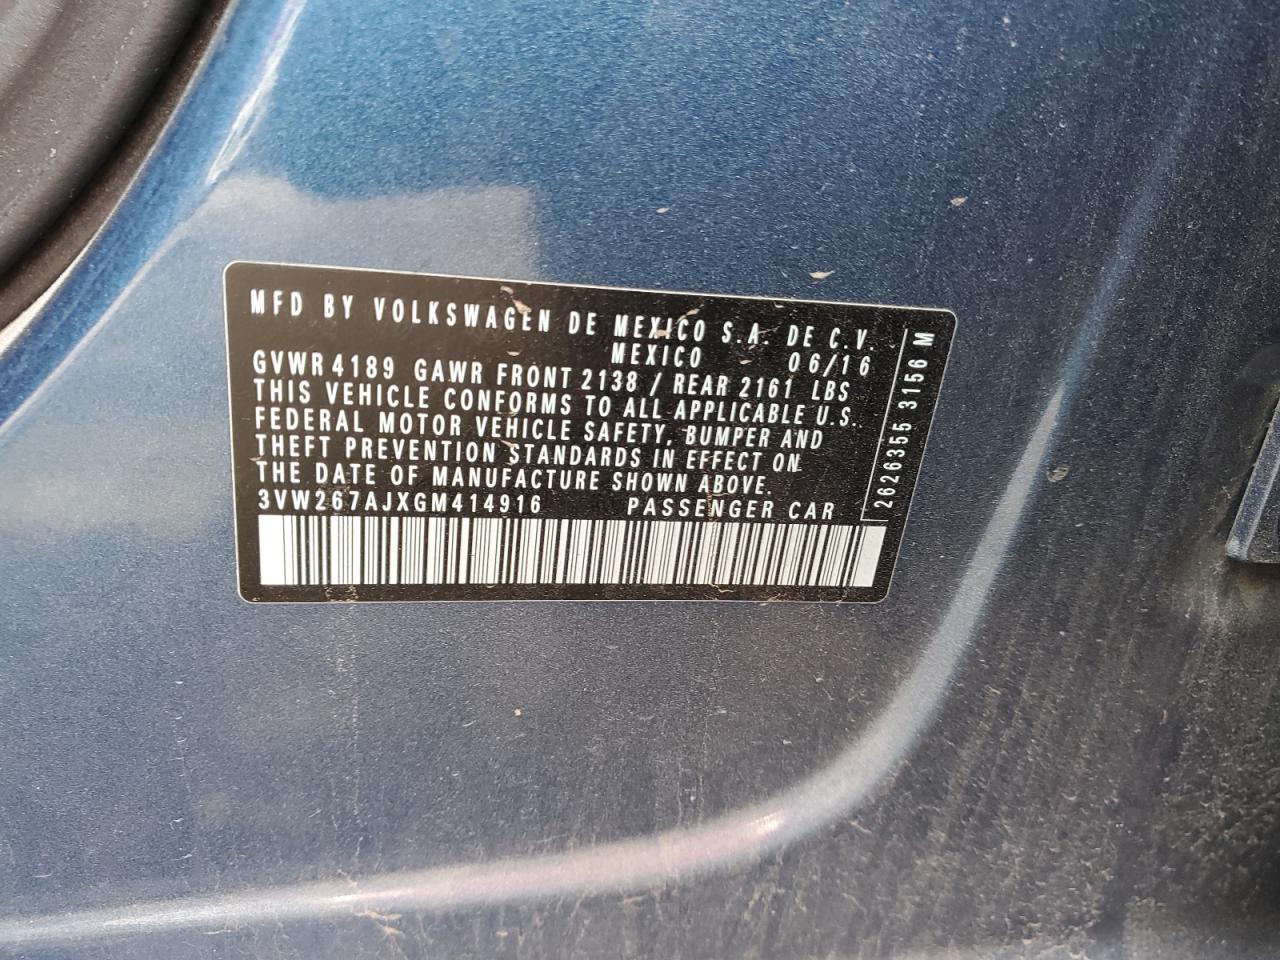 MFD BY VOLKSWAGEN DE MEXICO S.A. DE C.V.
MEXICO 06/16
GVWR 4189 GAWR FRONT 2138 / REAR 2161 LBS
THIS VEHICLE CONFORMS TO ALL APPLICABLE U.S.
FEDERAL MOTOR VEHICLE SAFETY, BUMPER AND
THEFT PREVENTION STANDARDS IN EFFECT ON
THE DATE OF MANUFACTURE SHOWN ABOVE.
3VW267AJXGM414916 PASSENGER CAR
2626355 3156 M